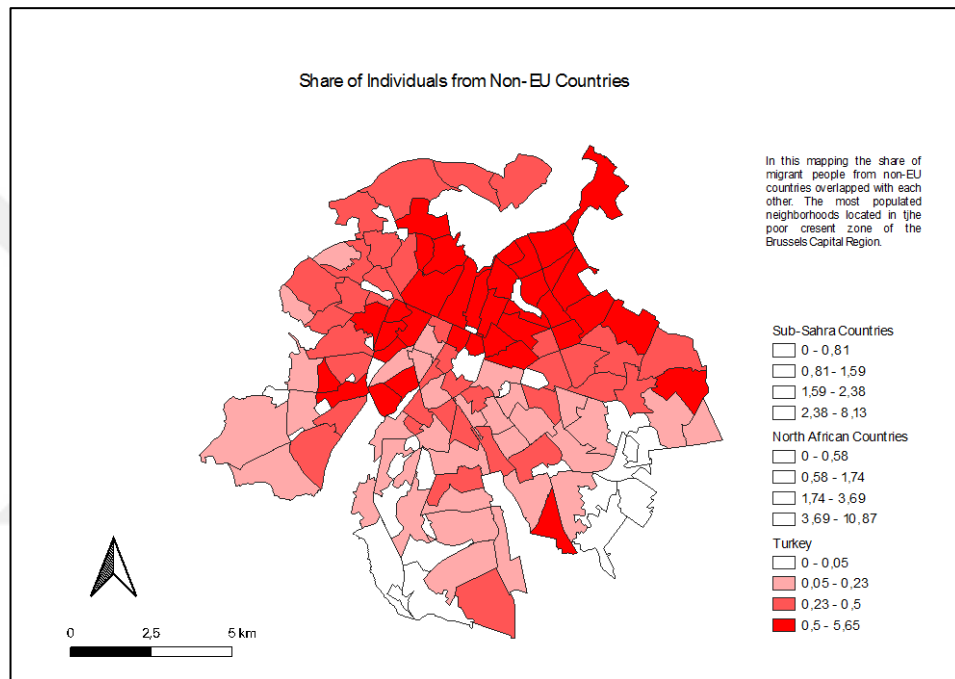 Share of Individuals from Non-EU Countries
In this mapping the share of
migrant people from non-EU
countries overlapped with each
other. The most populated
neighborhoods located in tjhe
poor cresent zone of the
Brussels Capital Region.
Sub-Sahra Countries
0 - 0,81
0,81 - 1,59
1,59 - 2,38
2,38 - 8,13
North African Countries
0 - 0,58
0,58 - 1,74
1,74 - 3,69
3,69 - 10,87
Turkey
0 - 0,05
0,05 - 0,23
0,23 - 0,5
0,5 - 5,65
0 2,5 5 km